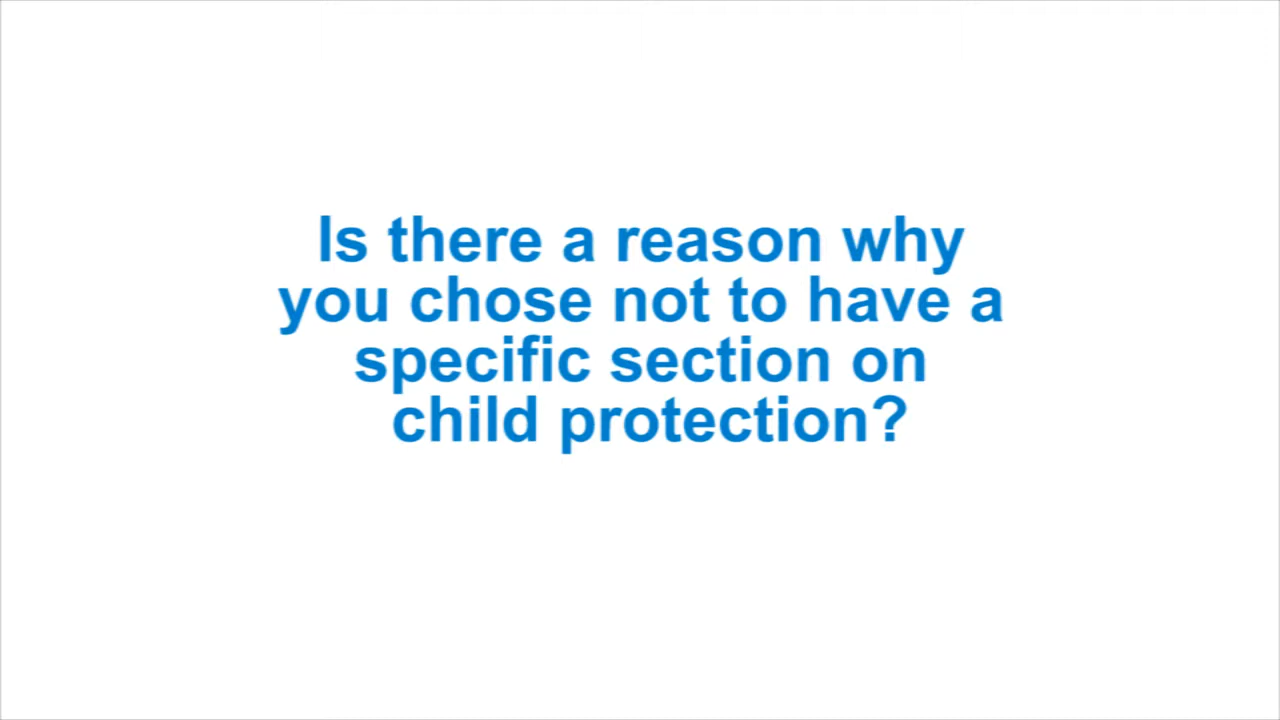 Is there a reason why
you chose not to have a
specific section on
child protection?